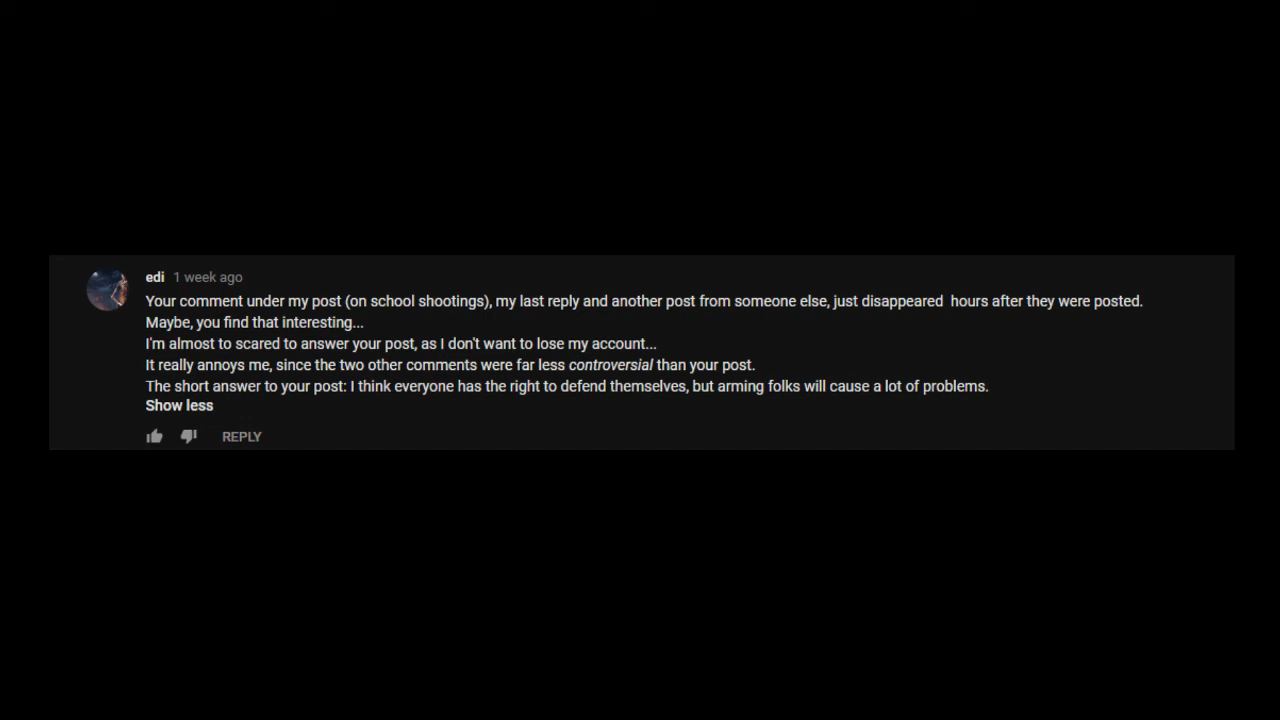 edi 1 week ago
Your comment under my post (on school shootings), my last reply and another post from someone else, just disappeared  hours after they were posted.
Maybe, you find that interesting...
I'm almost to scared to answer your post, as I don't want to lose my account...
It really annoys me, since the two other comments were far less controversial than your post.
The short answer to your post: I think everyone has the right to defend themselves, but arming folks will cause a lot of problems.
Show less
REPLY